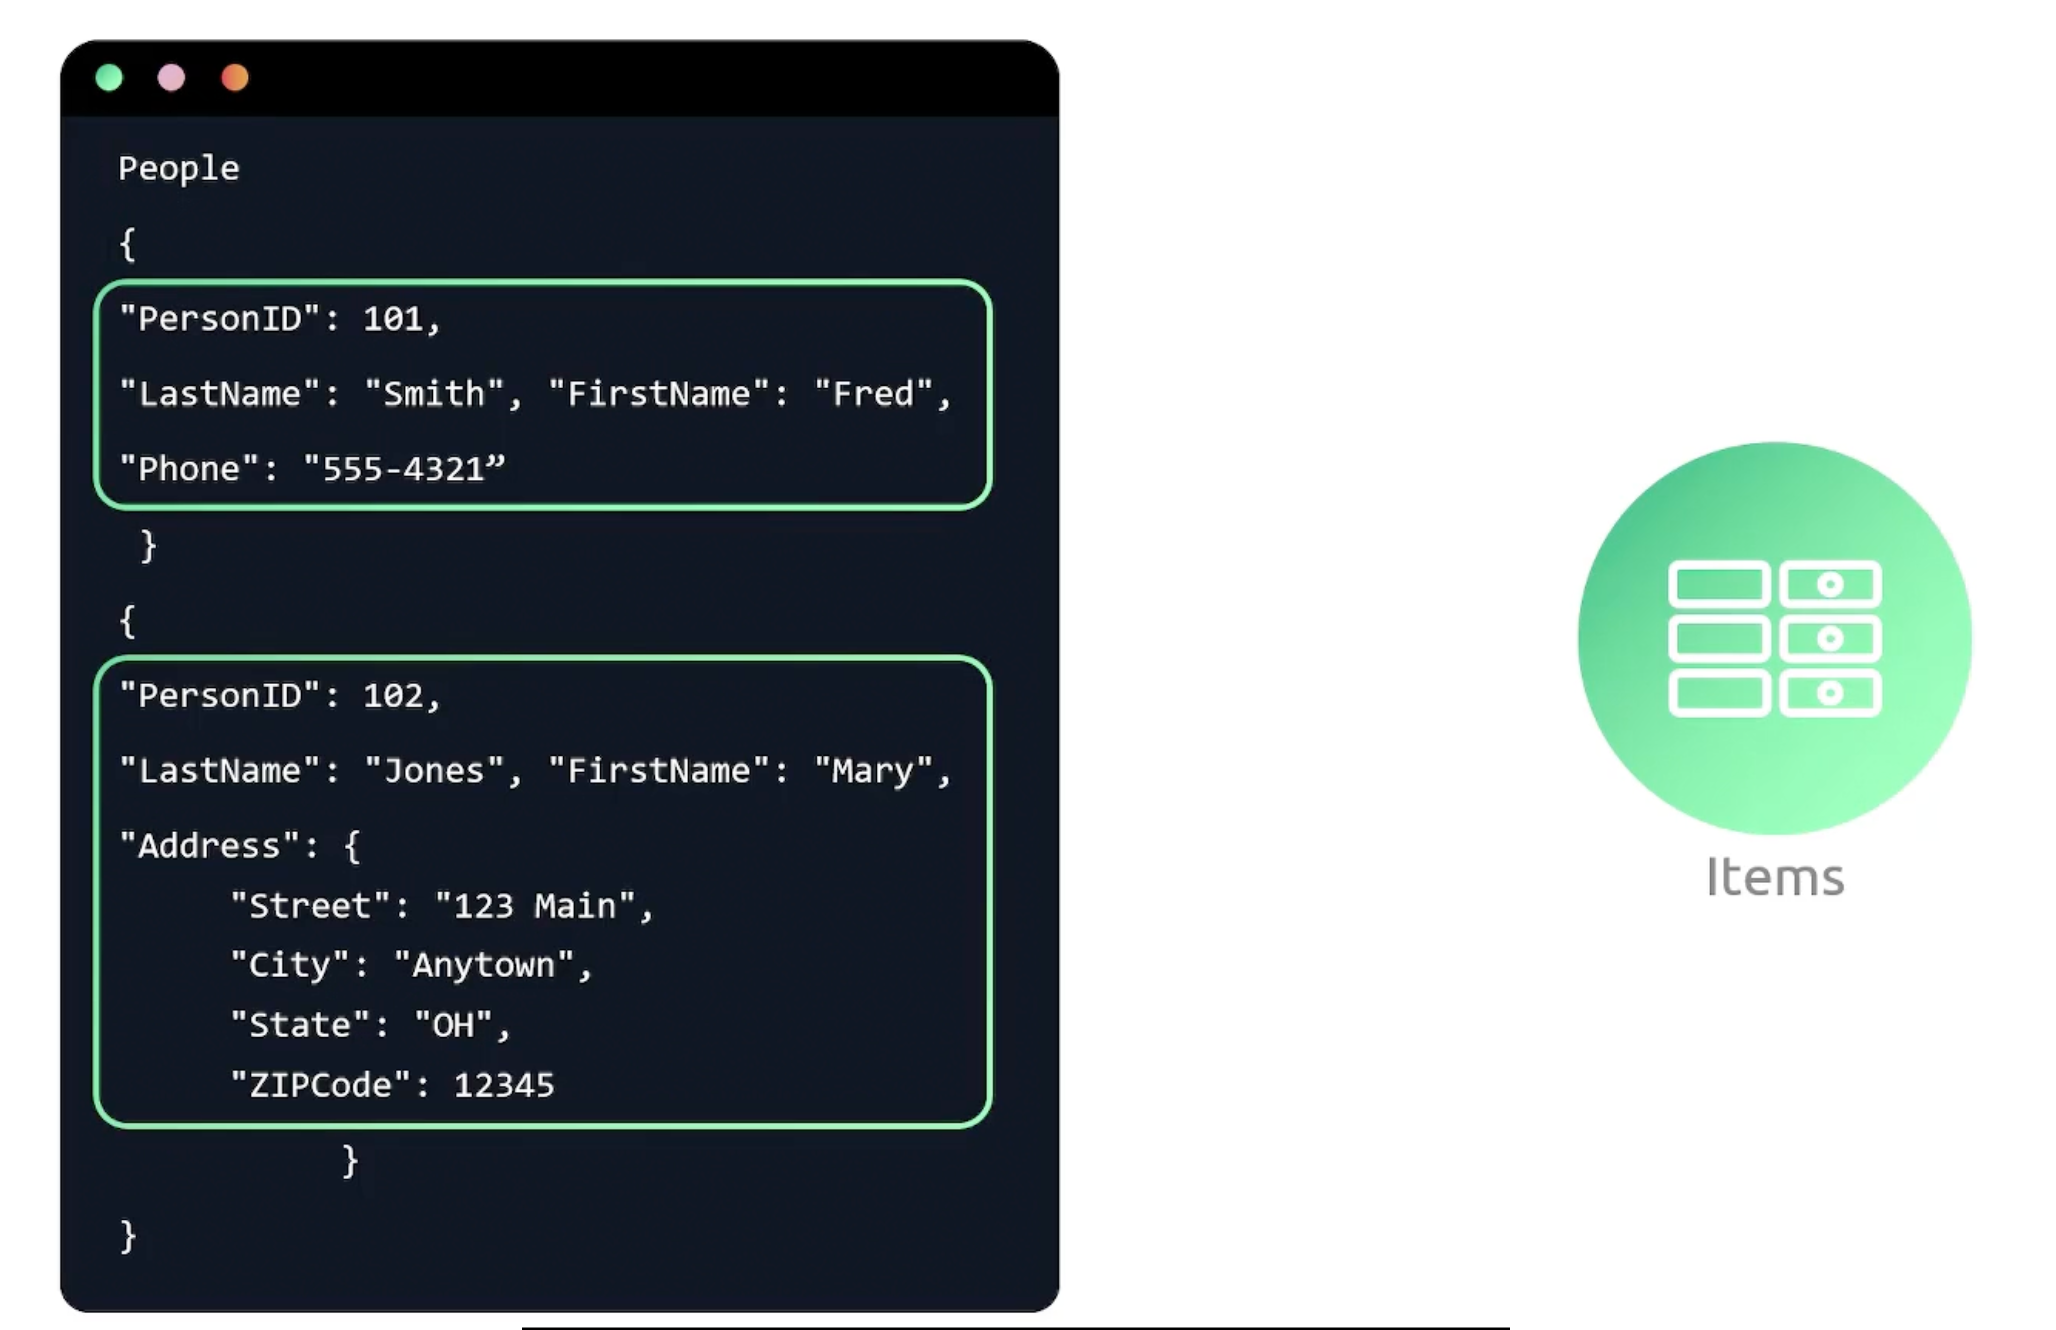 People
{
"PersonID": 101,
"LastName": "Smith", "FirstName": "Fred",
"Phone": "555-4321”
}
{
"PersonID": 102,
"LastName": "Jones", "FirstName": "Mary",
"Address": {
"Street": "123 Main",
"City": "Anytown",
"State": "OH",
"ZIPCode": 12345
}
}
Items